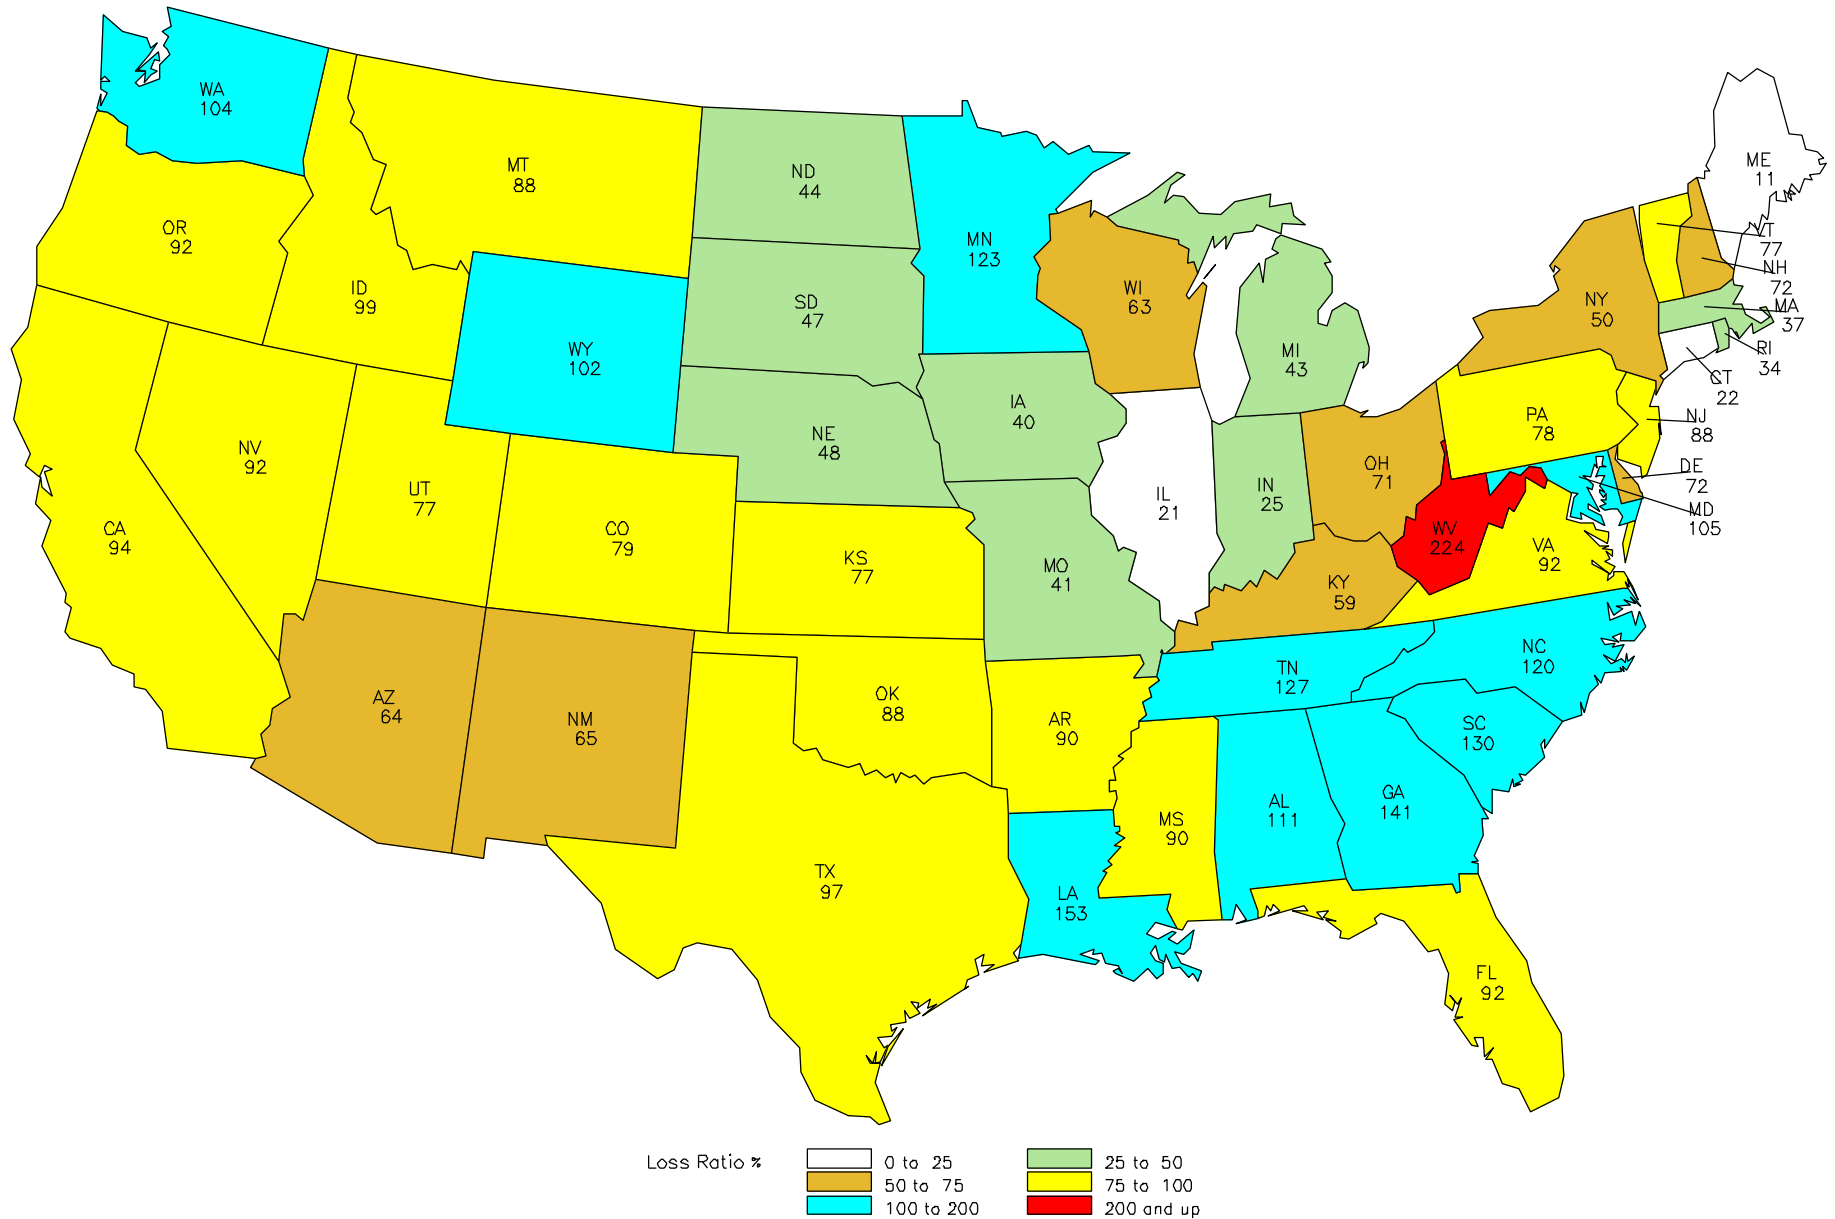 WA
104
ME
11
MT
88
ND
44
OR
92
MN
123
VT
77
NH
72
ID
99
WI
63
SD
47
NY
50
MA
37
WY
102
MI
43
RI
34
CT
22
IA
40
PA
78
NJ
88
NE
48
NV
92
OH
71
DE
72
UT
77
IL
21
IN
25
MD
105
CA
94
CO
79
WV
224
VA
92
KS
77
MO
41
KY
59
NC
120
TN
127
AZ
64
OK
88
NM
65
AR
90
SC
130
GA
141
AL
111
MS
90
TX
97
LA
153
FL
92
Loss Ratio %
0 to 25
25 to 50
50 to 75
75 to 100
100 to 200
200 and up